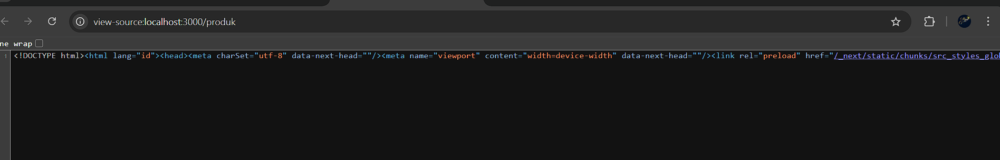 view-source:localhost:3000/produk
ne wrap
1 <!DOCTYPE html><html lang="id"><head><meta charSet="utf-8" data-next-head=""/><meta name="viewport" content="width=device-width" data-next-head=""/><link rel="preload" href="/_next/static/chunks/src_styles_glo